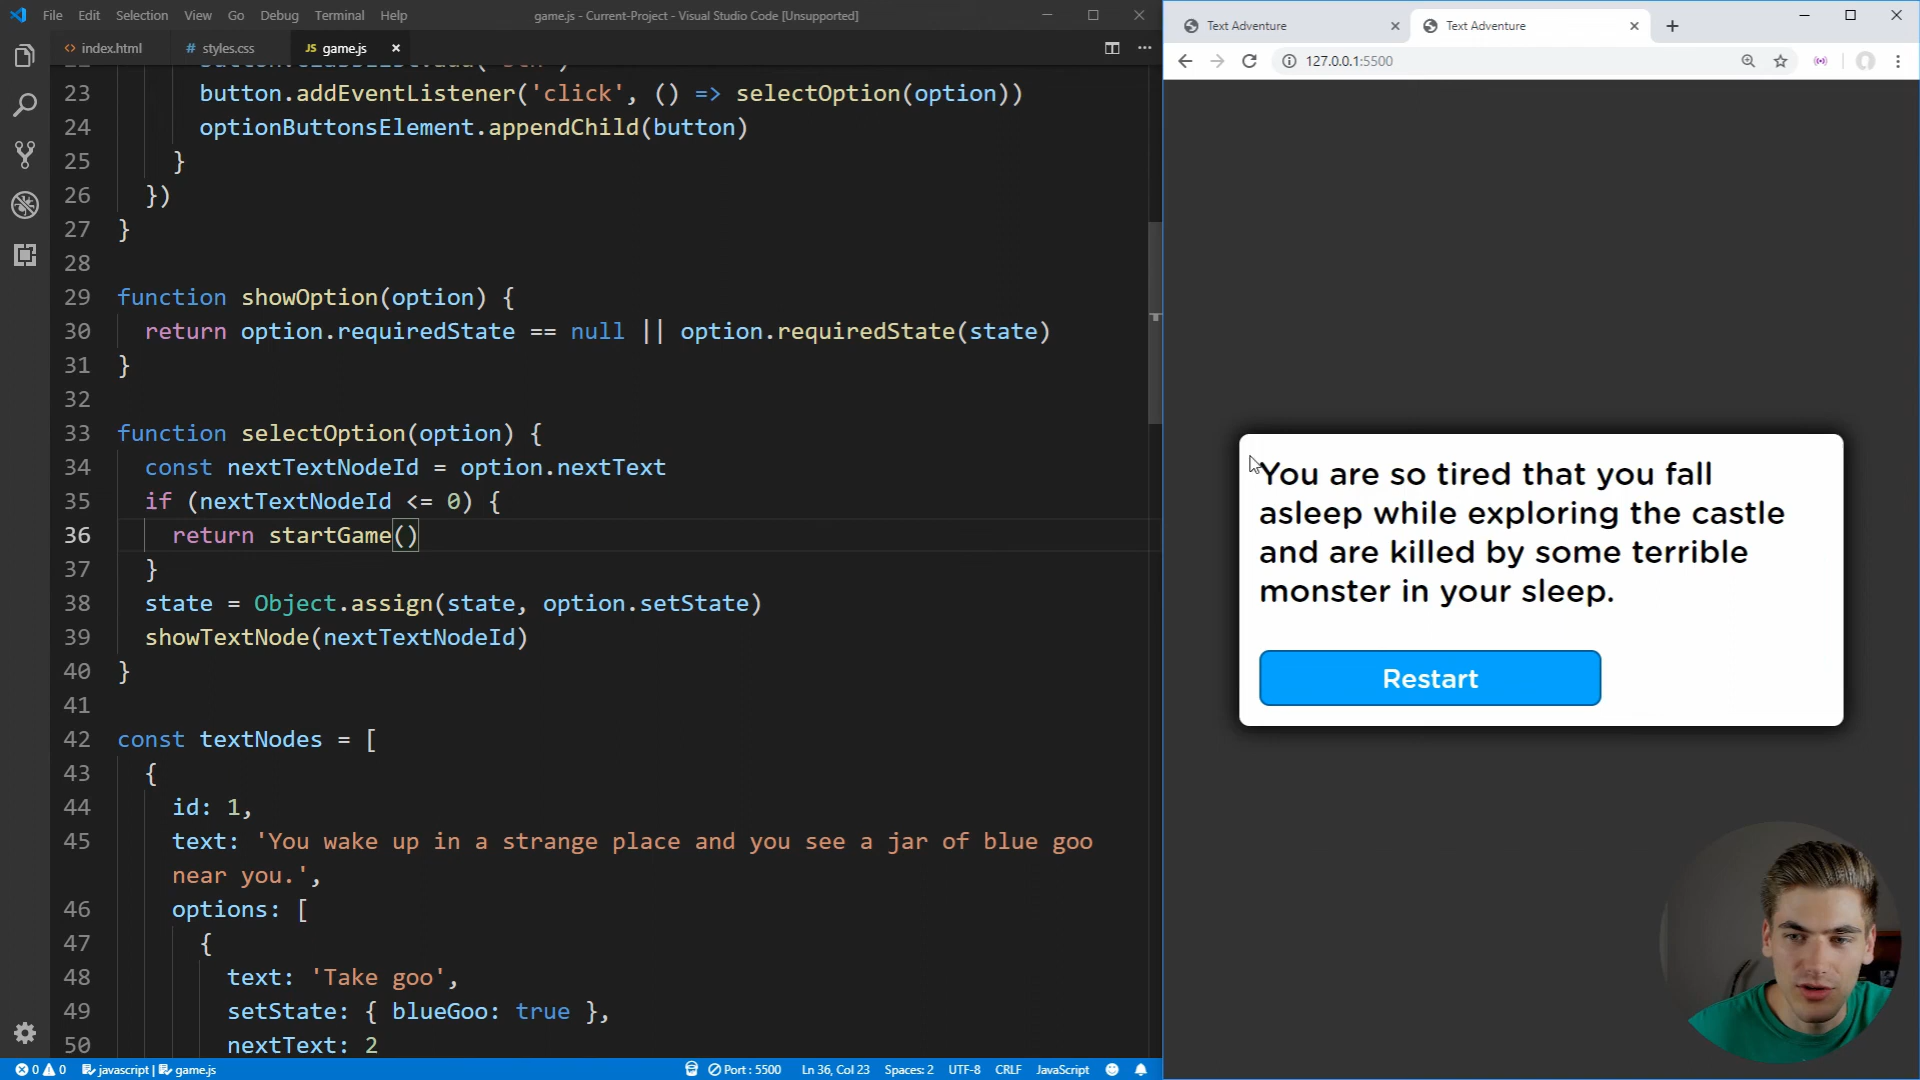 File Edit Selection View Go Debug Terminal Help
game.js - Current-Project - Visual Studio Code [Unsupported]
index.html
styles.css
JS game.js
23 button.addEventListener('click', () => selectOption(option))
24 optionButtonsElement.appendChild(button)
25 }
26 })
27 }
28
29 function showOption(option) {
30 return option.requiredState == null || option.requiredState(state)
31 }
32
33 function selectOption(option) {
34 const nextTextNodeId = option.nextText
35 if (nextTextNodeId <= 0) {
36 return startGame()
37 }
38 state = Object.assign(state, option.setState)
39 showTextNode(nextTextNodeId)
40 }
41
42 const textNodes = [
43 {
44 id: 1,
45 text: 'You wake up in a strange place and you see a jar of blue goo
near you.',
46 options: [
47 {
48 text: 'Take goo',
49 setState: { blueGoo: true },
50 nextText: 2
0 0 javascript | game.js Port : 5500 Ln 36, Col 23 Spaces: 2 UTF-8 CRLF JavaScript
Text Adventure
Text Adventure
127.0.0.1:5500
You are so tired that you fall
asleep while exploring the castle
and are killed by some terrible
monster in your sleep.
Restart